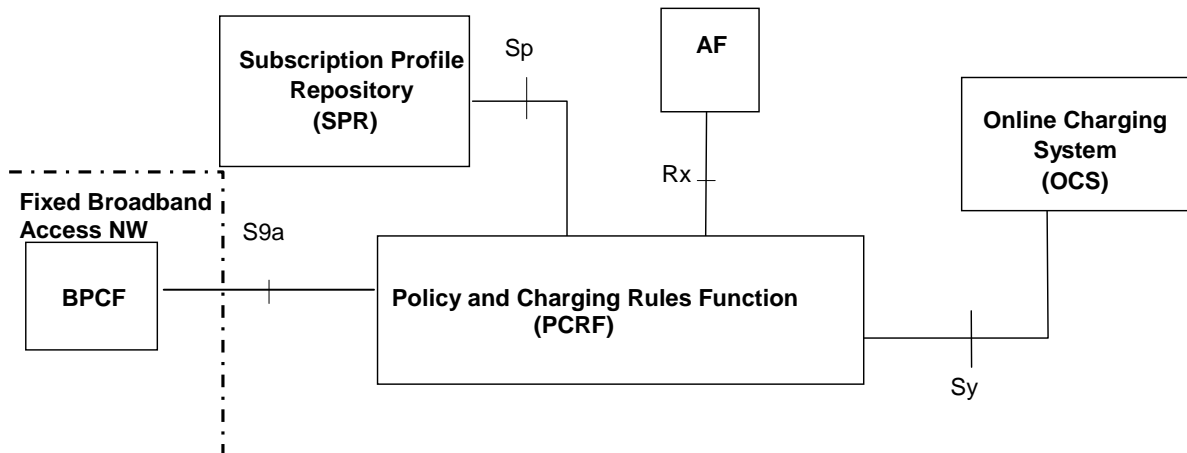 Subscription Profile
Repository
(SPR)
Sp
AF
Online Charging
System
(OCS)
Rx
Fixed Broadband
Access NW
S9a
BPCF
Policy and Charging Rules Function
(PCRF)
Sy